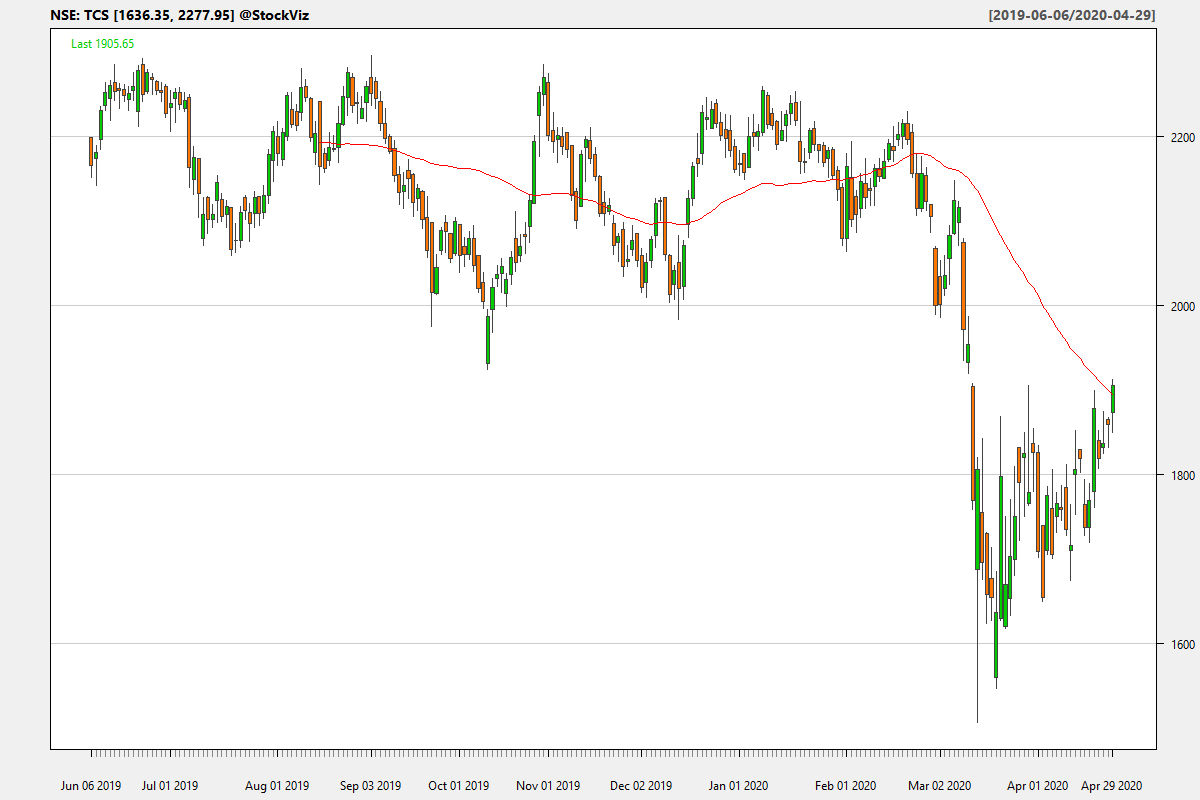 NSE: TCS [1636.35, 2277.95] @StockViz [2019-06-06/2020-04-29]
Last 1905.65
2200
2000
1800
1600
Jun 06 2019 Jul 01 2019 Aug 01 2019 Sep 03 2019 Oct 01 2019 Nov 01 2019 Dec 02 2019 Jan 01 2020 Feb 01 2020 Mar 02 2020 Apr 01 2020 Apr 29 2020